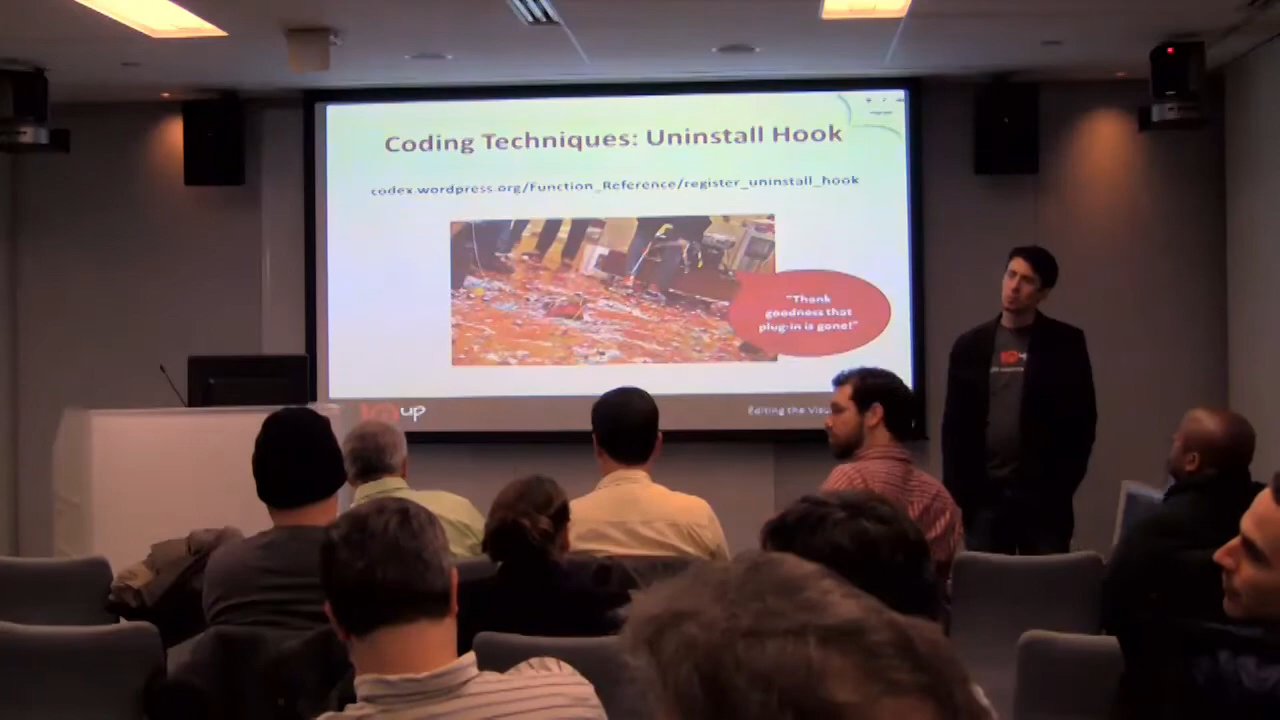 Coding Techniques: Uninstall Hook
codex.wordpress.org/Function_Reference/register_uninstall_hook
"Thank
goodness that
plug-in is gone!"
up
Editing the Visu